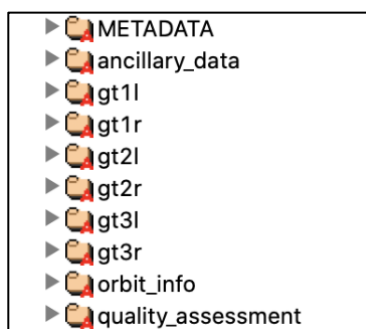 METADATA
ancillary_data
gt1l
gt1r
gt2l
gt2r
gt3l
gt3r
orbit_info
quality_assessment